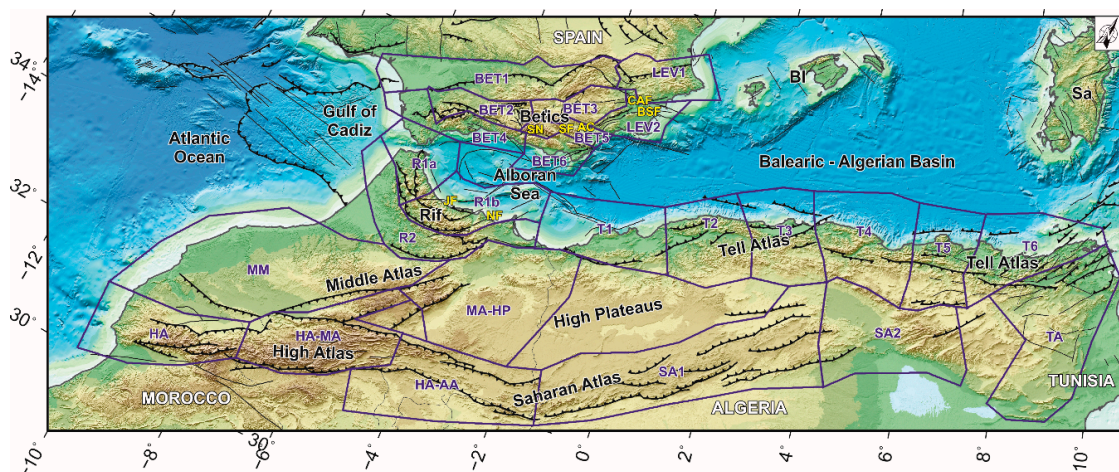 SPAIN
34°
-14°
BET1
LEV1
BI
Sa
CAF
BSF
Gulf of
Cadiz
BET2
BET3
Betics
SN
SF
AC
LEV2
Atlantic
Ocean
BET4
BET5
BET6
Alboran
Sea
Balearic - Algerian Basin
R1a
32°
JF
R1b
NF
Rif
R2
-12°
T1
T2
T3
T4
T5
T6
Tell Atlas
Tell Atlas
MM
Middle Atlas
30°
HA
HA-MA
High Atlas
MA-HP
High Plateaus
SA2
TA
HA-AA
Saharan Atlas
SA1
TUNISIA
MOROCCO
ALGERIA
-10°
-8°
-6°
30°
-4°
-2°
0°
2°
4°
6°
8°
10°